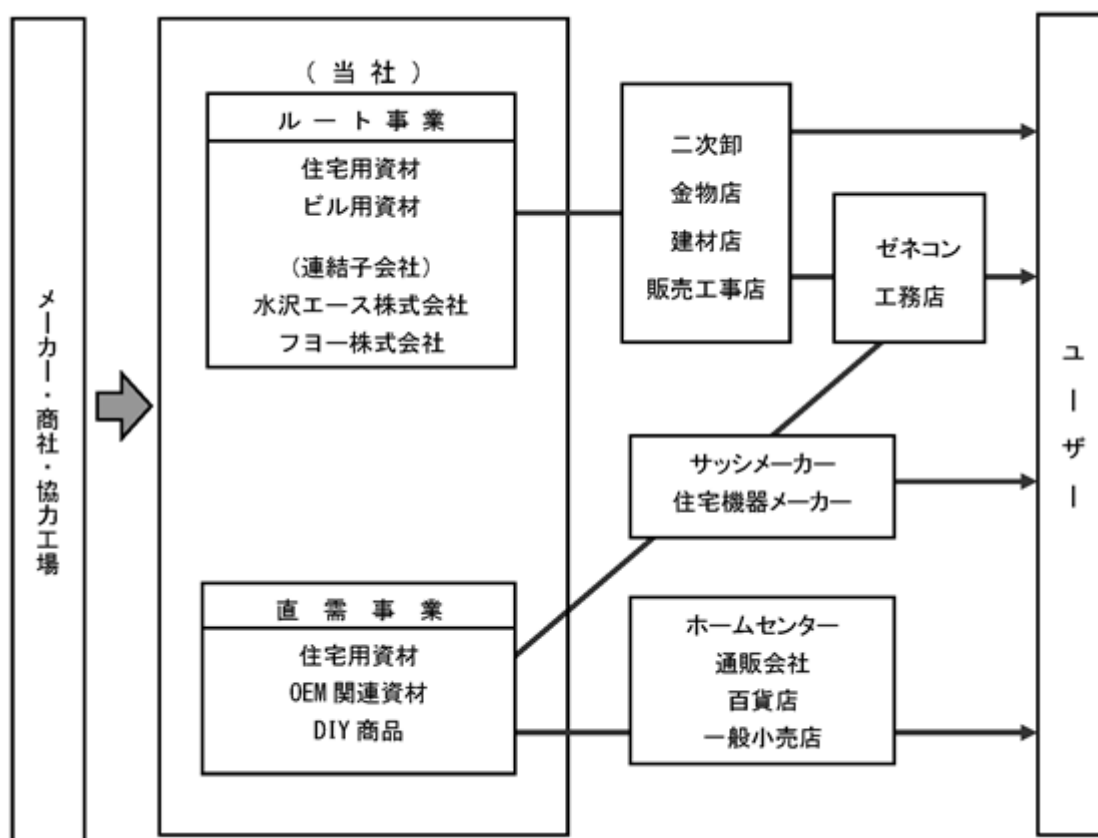 メーカー・商社・協力工場
(当社)
ルート事業
住宅用資材
ビル用資材
(連結子会社)
水沢エース株式会社
フヨー株式会社
直需事業
住宅用資材
OEM関連資材
DIY商品
二次卸
金物店
建材店
販売工事店
ゼネコン
工務店
サッシメーカー
住宅機器メーカー
ホームセンター
通販会社
百貨店
一般小売店
ユーザー